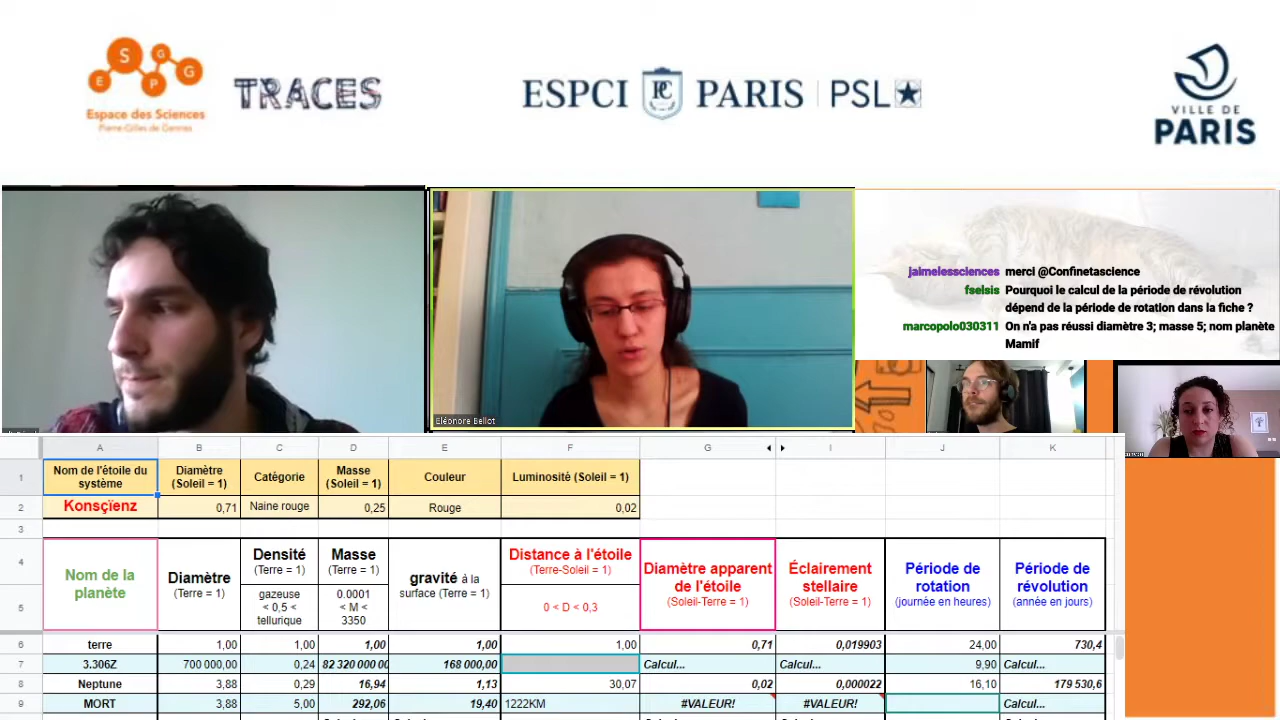 E S P G G
Espace des Sciences
Pierre-Gilles de Gennes
TRACES
ESPCI PC PARIS PSL
VILLE DE
PARIS
jaimelessciences merci @Confinetascience
fselsis Pourquoi le calcul de la période de révolution
dépend de la période de rotation dans la fiche ?
marcopolo030311 On n'a pas réussi diamètre 3; masse 5; nom planète
Mamif
Eléonore Bellot
A B C D E F G I J K
1 Nom de l'étoile du système Diamètre (Soleil = 1) Catégorie Masse (Soleil = 1) Couleur Luminosité (Soleil = 1)
2 Konsçïenz 0,71 Naine rouge 0,25 Rouge 0,02
3
4 Nom de la planète Diamètre (Terre = 1) Densité (Terre = 1) Masse (Terre = 1) gravité à la surface (Terre = 1) Distance à l'étoile (Terre-Soleil = 1) Diamètre apparent de l'étoile (Soleil-Terre = 1) Éclairement stellaire (Soleil-Terre = 1) Période de rotation (journée en heures) Période de révolution (année en jours)
5 gazeuse < 0,5 < tellurique 0.0001 < M < 3350 0 < D < 0,3
6 terre 1,00 1,00 1,00 1,00 1,00 0,71 0,019903 24,00 730,4
7 3.306Z 700 000,00 0,24 82 320 000 00 168 000,00 Calcul... Calcul... 9,90 Calcul...
8 Neptune 3,88 0,29 16,94 1,13 30,07 0,02 0,000022 16,10 179 530,6
9 MORT 3,88 5,00 292,06 19,40 1222KM #VALEUR! #VALEUR! Calcul...